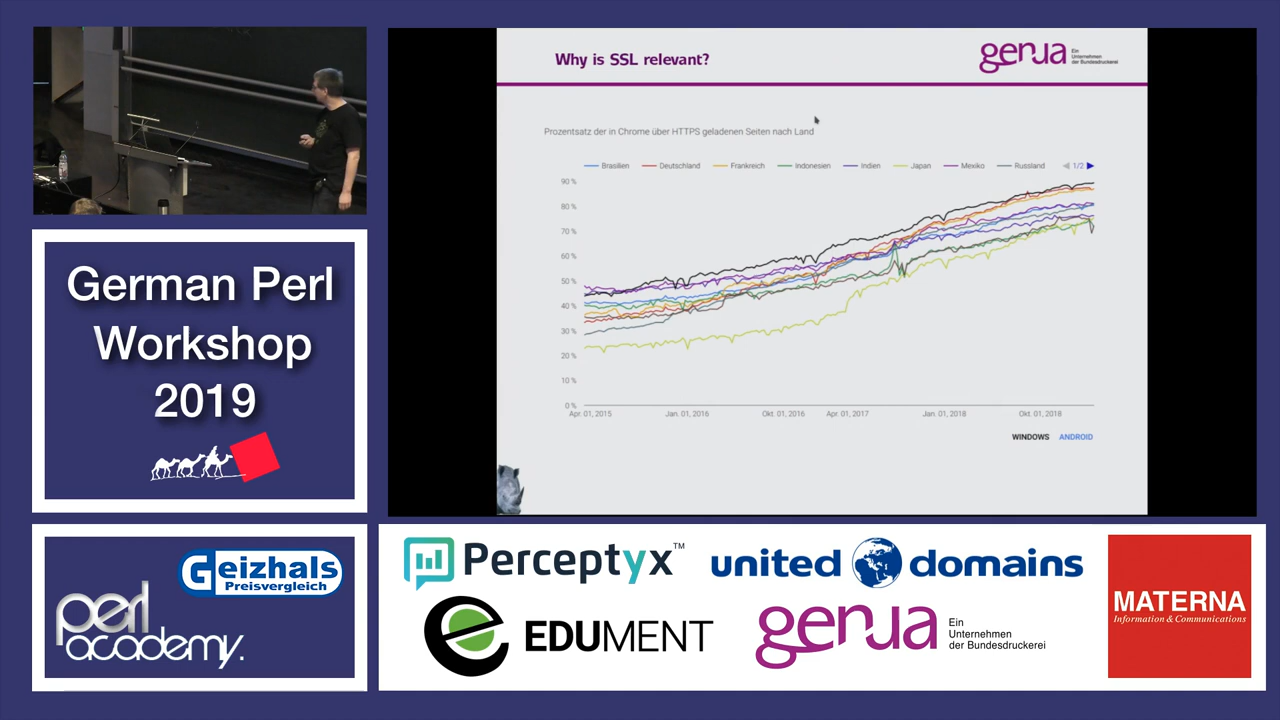 Why is SSL relevant?
genua
Ein
Unternehmen
der Bundesdruckerei
Prozentsatz der in Chrome über HTTPS geladenen Seiten nach Land
Brasilien Deutschland Frankreich Indonesien Indien Japan Mexiko Russland 1/2
90 %
80 %
70 %
60 %
50 %
40 %
30 %
20 %
10 %
0 %
Apr. 01, 2015 Jan. 01, 2016 Okt. 01, 2016 Apr. 01, 2017 Jan. 01, 2018 Okt. 01, 2018
WINDOWS ANDROID
German Perl
Workshop
2019
Geizhals
Preisvergleich
perl
academy.
Perceptyx™
united domains
EDUMENT
genua
Ein
Unternehmen
der Bundesdruckerei
MATERNA
Information & Communications